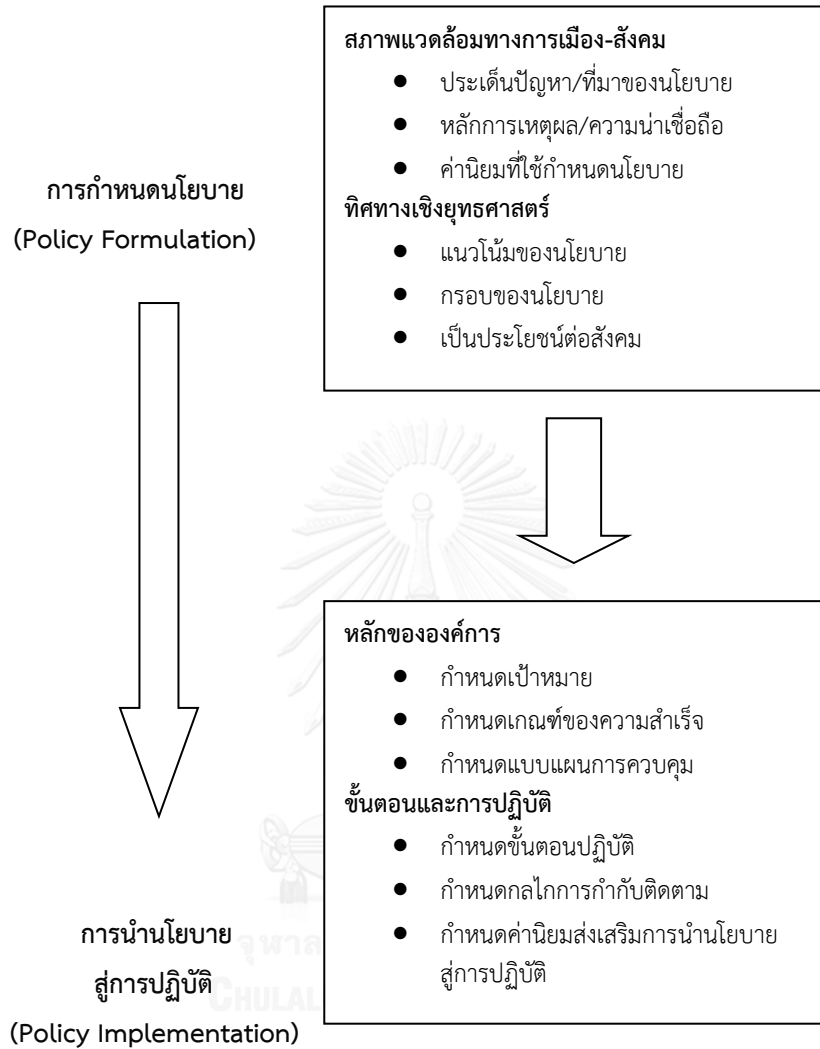 สภาพแวดล้อมทางการเมือง-สังคม
● ประเด็นปัญหา/ที่มาของนโยบาย
● หลักการเหตุผล/ความน่าเชื่อถือ
● ค่านิยมที่ใช้กำหนดนโยบาย
ทิศทางเชิงยุทธศาสตร์
● แนวโน้มของนโยบาย
● กรอบของนโยบาย
● เป็นประโยชน์ต่อสังคม
การกำหนดนโยบาย
(Policy Formulation)
หลักขององค์การ
● กำหนดเป้าหมาย
● กำหนดเกณฑ์ของความสำเร็จ
● กำหนดแบบแผนการควบคุม
ขั้นตอนและการปฏิบัติ
● กำหนดขั้นตอนปฏิบัติ
● กำหนดกลไกการกำกับติดตาม
● กำหนดค่านิยมส่งเสริมการนำนโยบาย
สู่การปฏิบัติ
การนำนโยบาย
สู่การปฏิบัติ
(Policy Implementation)
จุฬาล
CHULAL